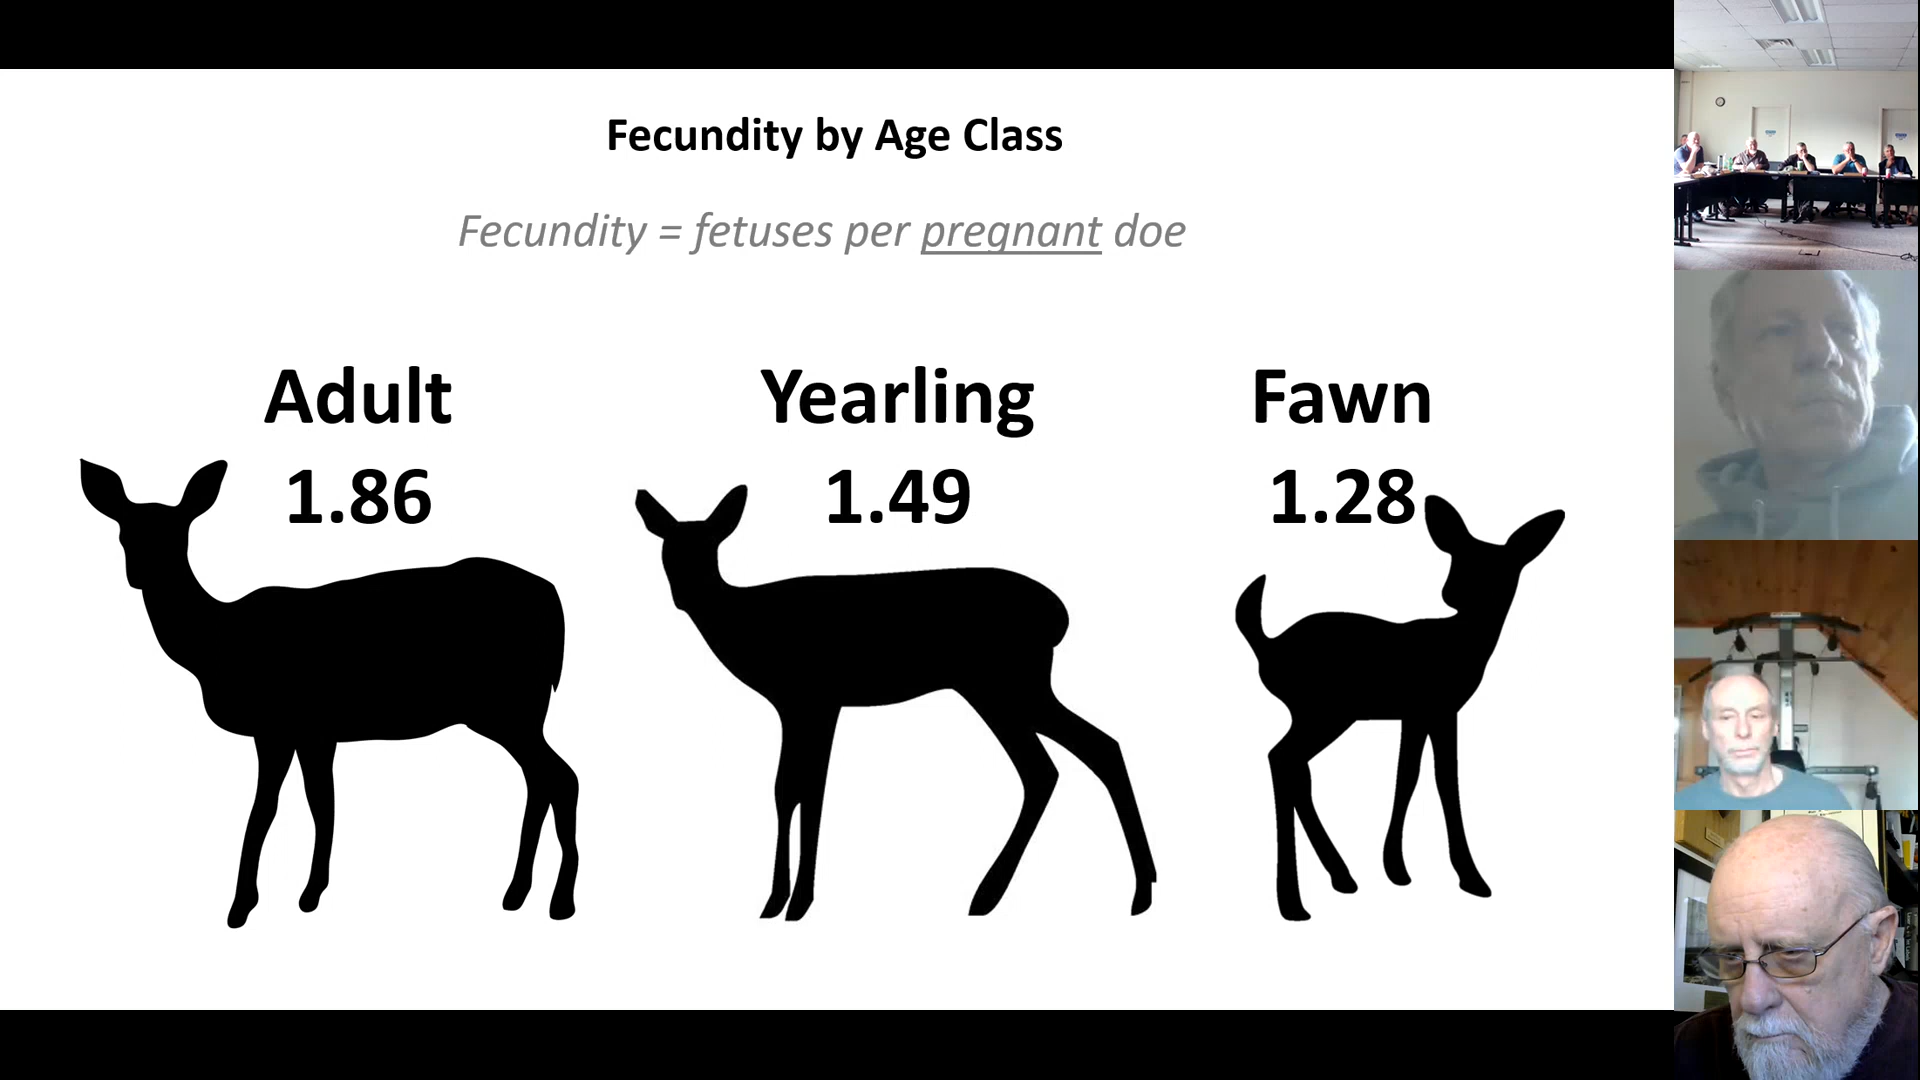 Fecundity by Age Class
Fecundity = fetuses per pregnant doe
Adult
1.86
Yearling
1.49
Fawn
1.28